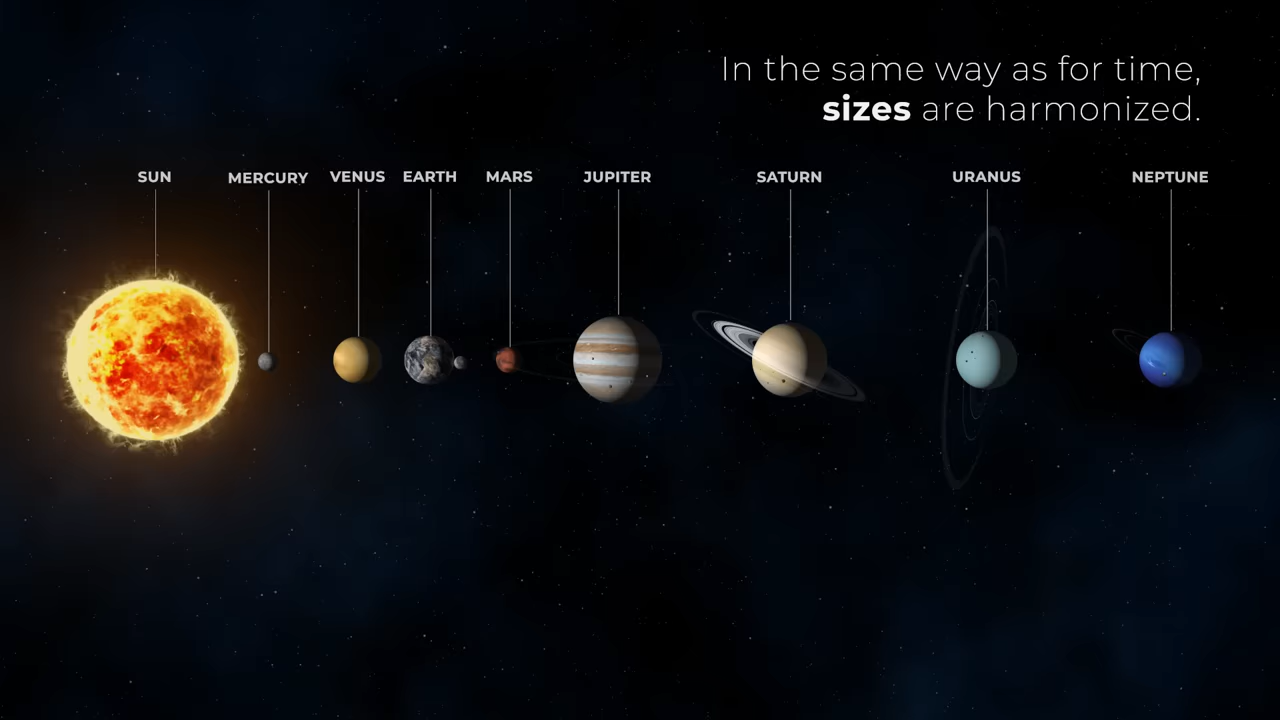 In the same way as for time,
sizes are harmonized.
SUN
MERCURY
VENUS
EARTH
MARS
JUPITER
SATURN
URANUS
NEPTUNE